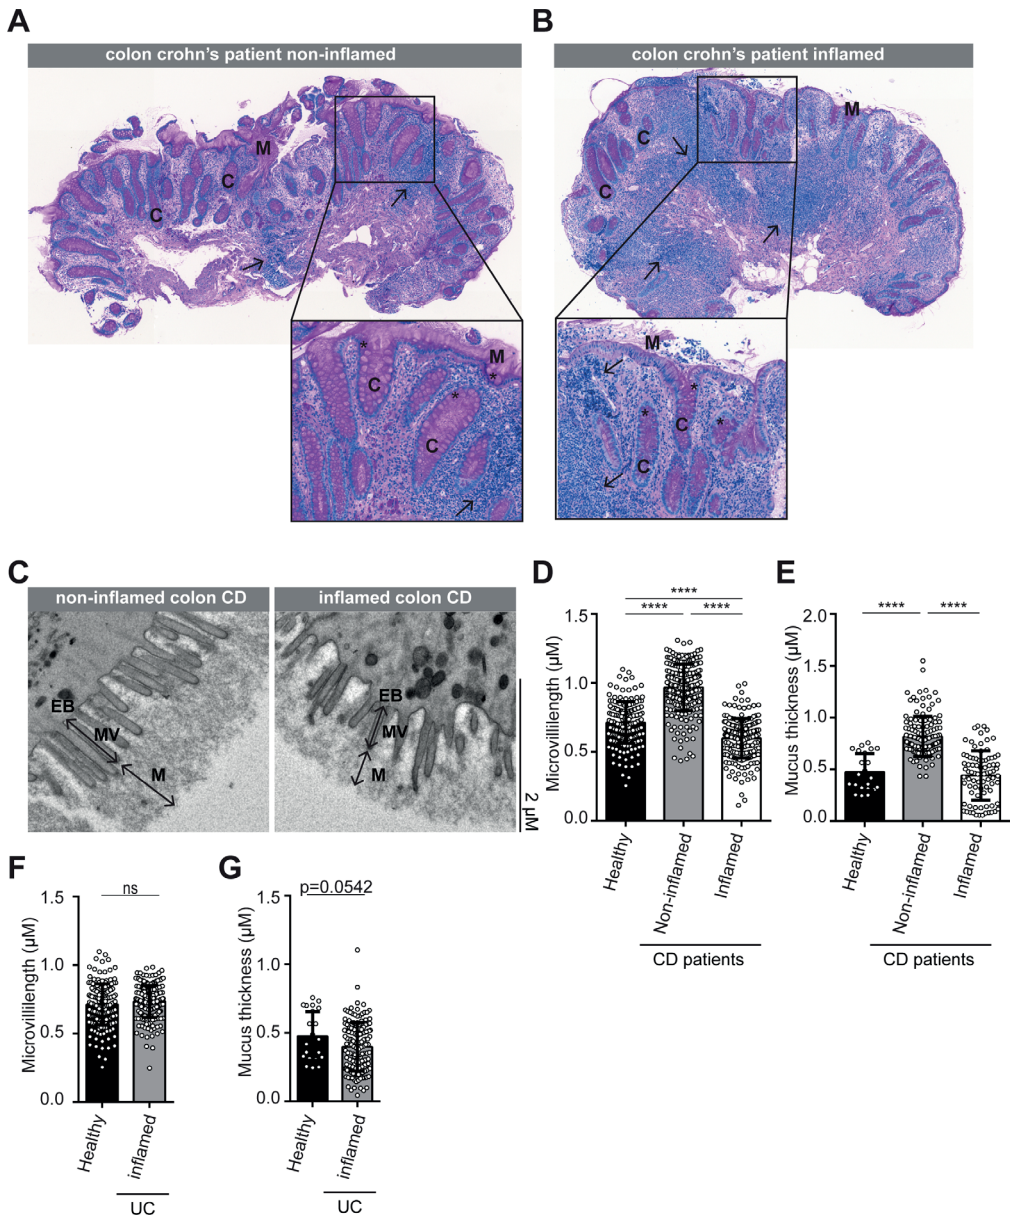 A
B
colon crohn's patient non-inflamed
colon crohn's patient inflamed
M
C
C
M
C
C
*
M
*
C
*
C
M
*
*
*
C
C
C
non-inflamed colon CD
inflamed colon CD
EB
MV
M
EB
MV
M
2 µM
D
Microvillilength (µM)
****
**** ****
1.5
1.0
0.5
0.0
Healthy
Non-inflamed
Inflamed
CD patients
E
Mucus thickness (µM)
**** ****
2.0
1.5
1.0
0.5
0.0
Healthy
Non-inflamed
Inflamed
CD patients
F
Microvillilength (µM)
ns
1.5
1.0
0.5
0.0
Healthy
inflamed
UC
G
Mucus thickness (µM)
p=0.0542
1.5
1.0
0.5
0.0
Healthy
inflamed
UC